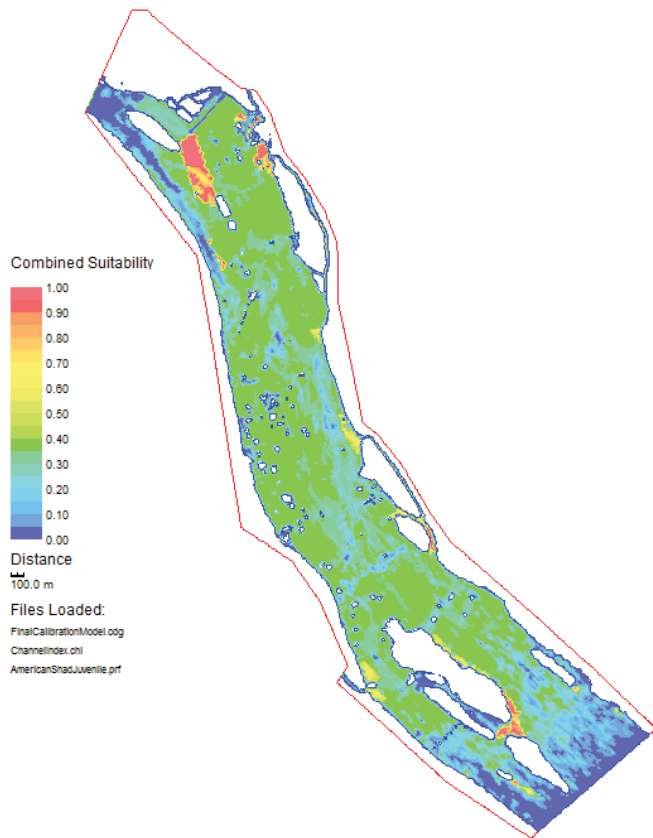 Combined Suitability
1.00
0.90
0.80
0.70
0.60
0.50
0.40
0.30
0.20
0.10
0.00
Distance
100.0 m
Files Loaded:
FinalCalibrationModel.cdg
ChannelIndex.chi
AmericanShadJuvenile.prf